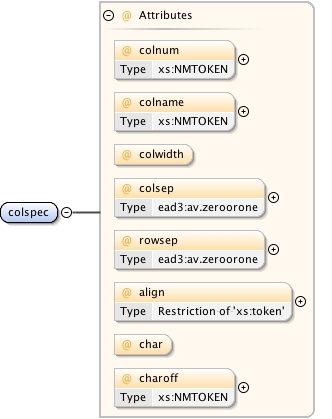 @ Attributes
@ colnum
Type xs:NMTOKEN
@ colname
Type xs:NMTOKEN
@ colwidth
@ colsep
Type ead3:av.zeroorone
colspec
@ rowsep
Type ead3:av.zeroorone
@ align
Type Restriction of 'xs:token'
@ char
@ charoff
Type xs:NMTOKEN